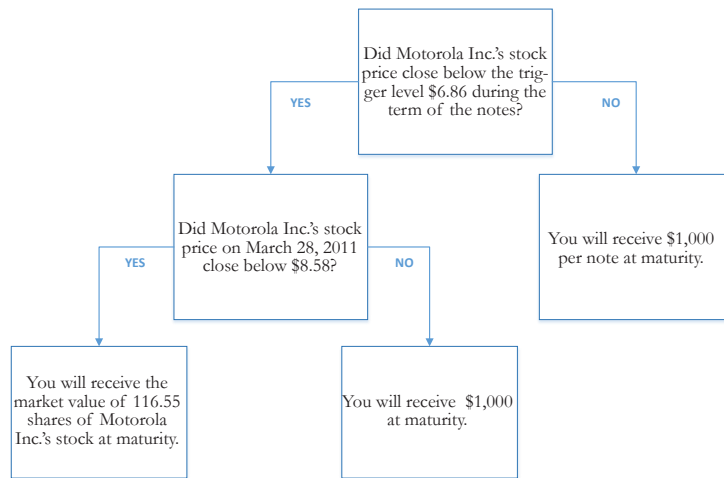 Did Motorola Inc.'s stock
price close below the trig-
ger level $6.86 during the
term of the notes?
YES
NO
Did Motorola Inc.'s stock
price on March 28, 2011
close below $8.58?
You will receive $1,000
per note at maturity.
YES
NO
You will receive the
market value of 116.55
shares of Motorola
Inc.'s stock at maturity.
You will receive $1,000
at maturity.